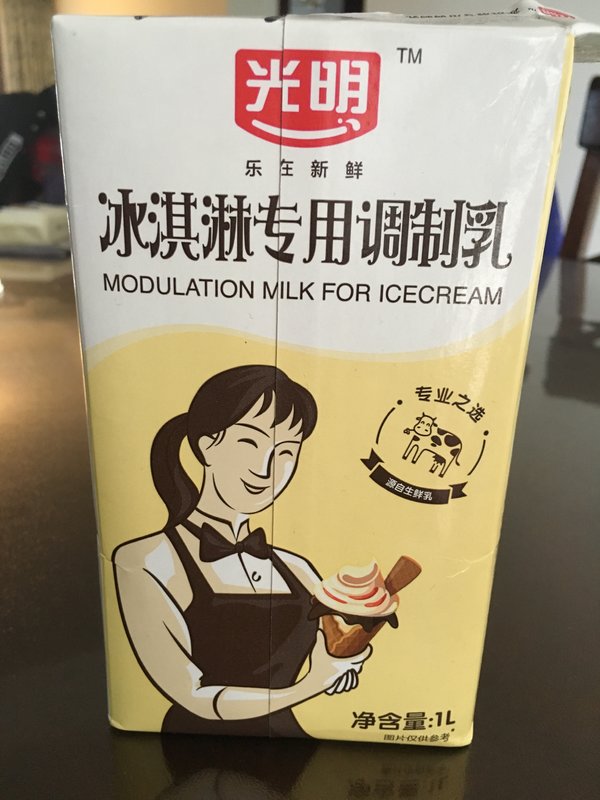 光明 TM
乐在新鲜
冰淇淋专用调制乳
MODULATION MILK FOR ICECREAM
专业之选
源自生鲜乳
净含量:1L
图片仅供参考